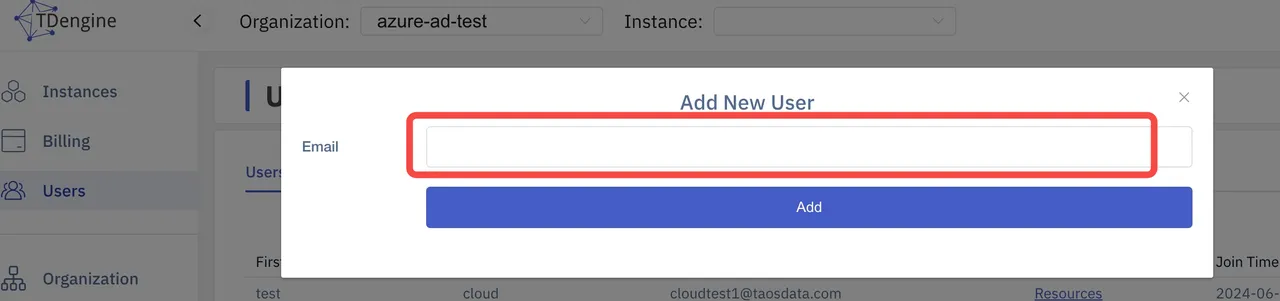 TDengine Organization: azure-ad-test Instance:
Instances
Billing
Users
Organization
U
Users
Add New User
Email
Add
First
Join Time
test cloud cloudtest1@taosdata.com Resources 2024-06-